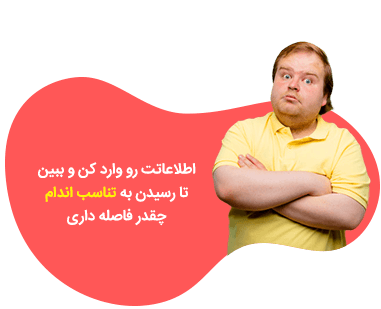 اطلاعاتت رو وارد کن و ببین
تا رسیدن به تناسب اندام
چقدر فاصله داری